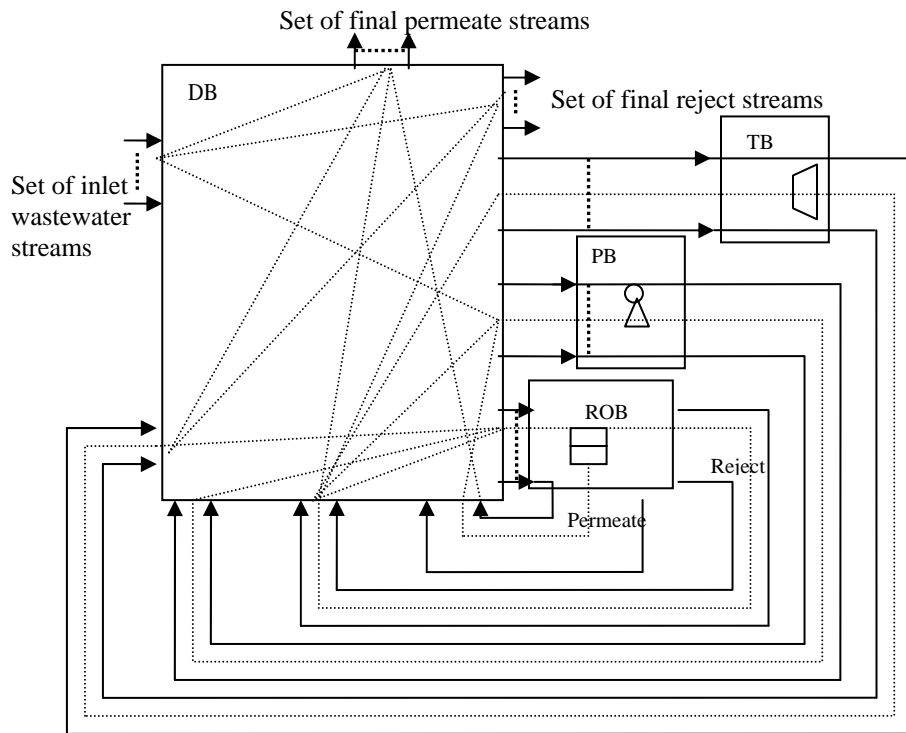 Set of final permeate streams
DB
Set of final reject streams
TB
Set of inlet
wastewater
streams
PB
ROB
Reject
Permeate